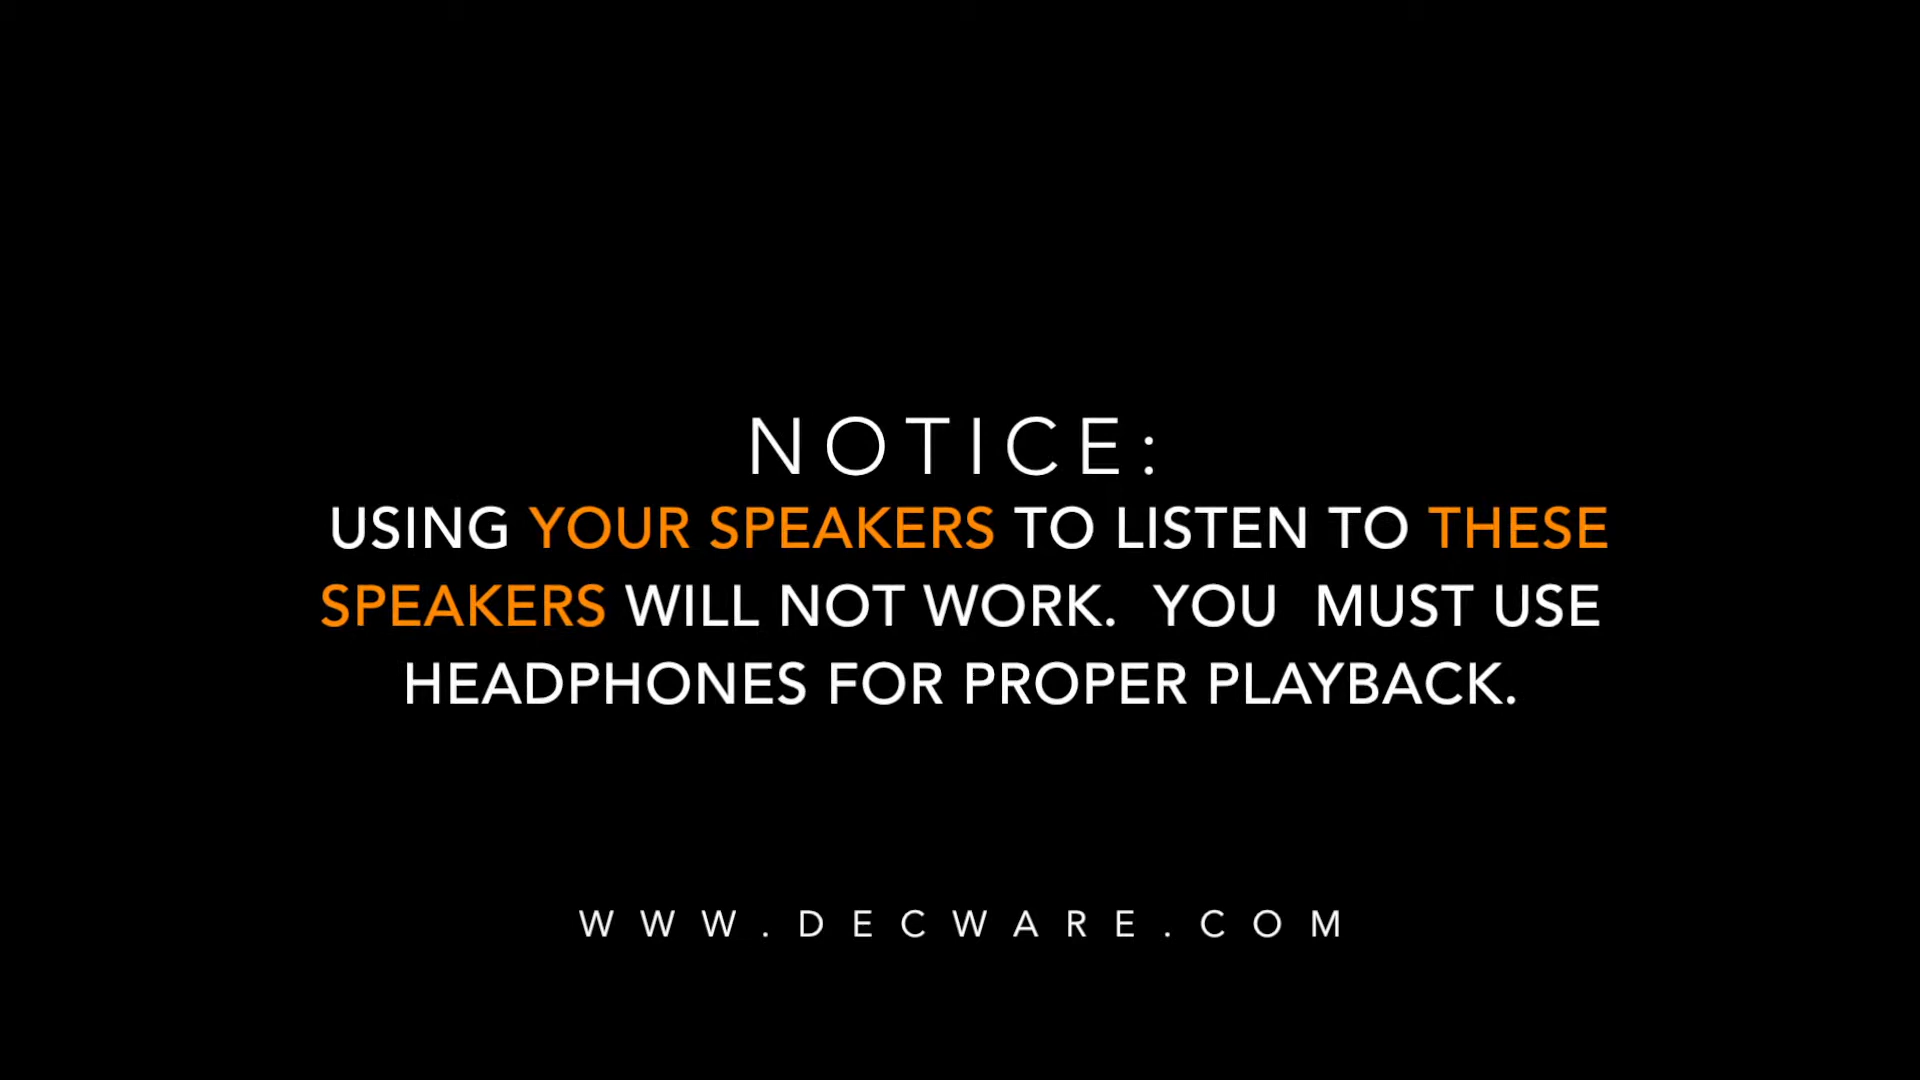 NOTICE:
USING YOUR SPEAKERS TO LISTEN TO THESE
SPEAKERS WILL NOT WORK.  YOU  MUST USE
HEADPHONES FOR PROPER PLAYBACK.
WWW.DECWARE.COM